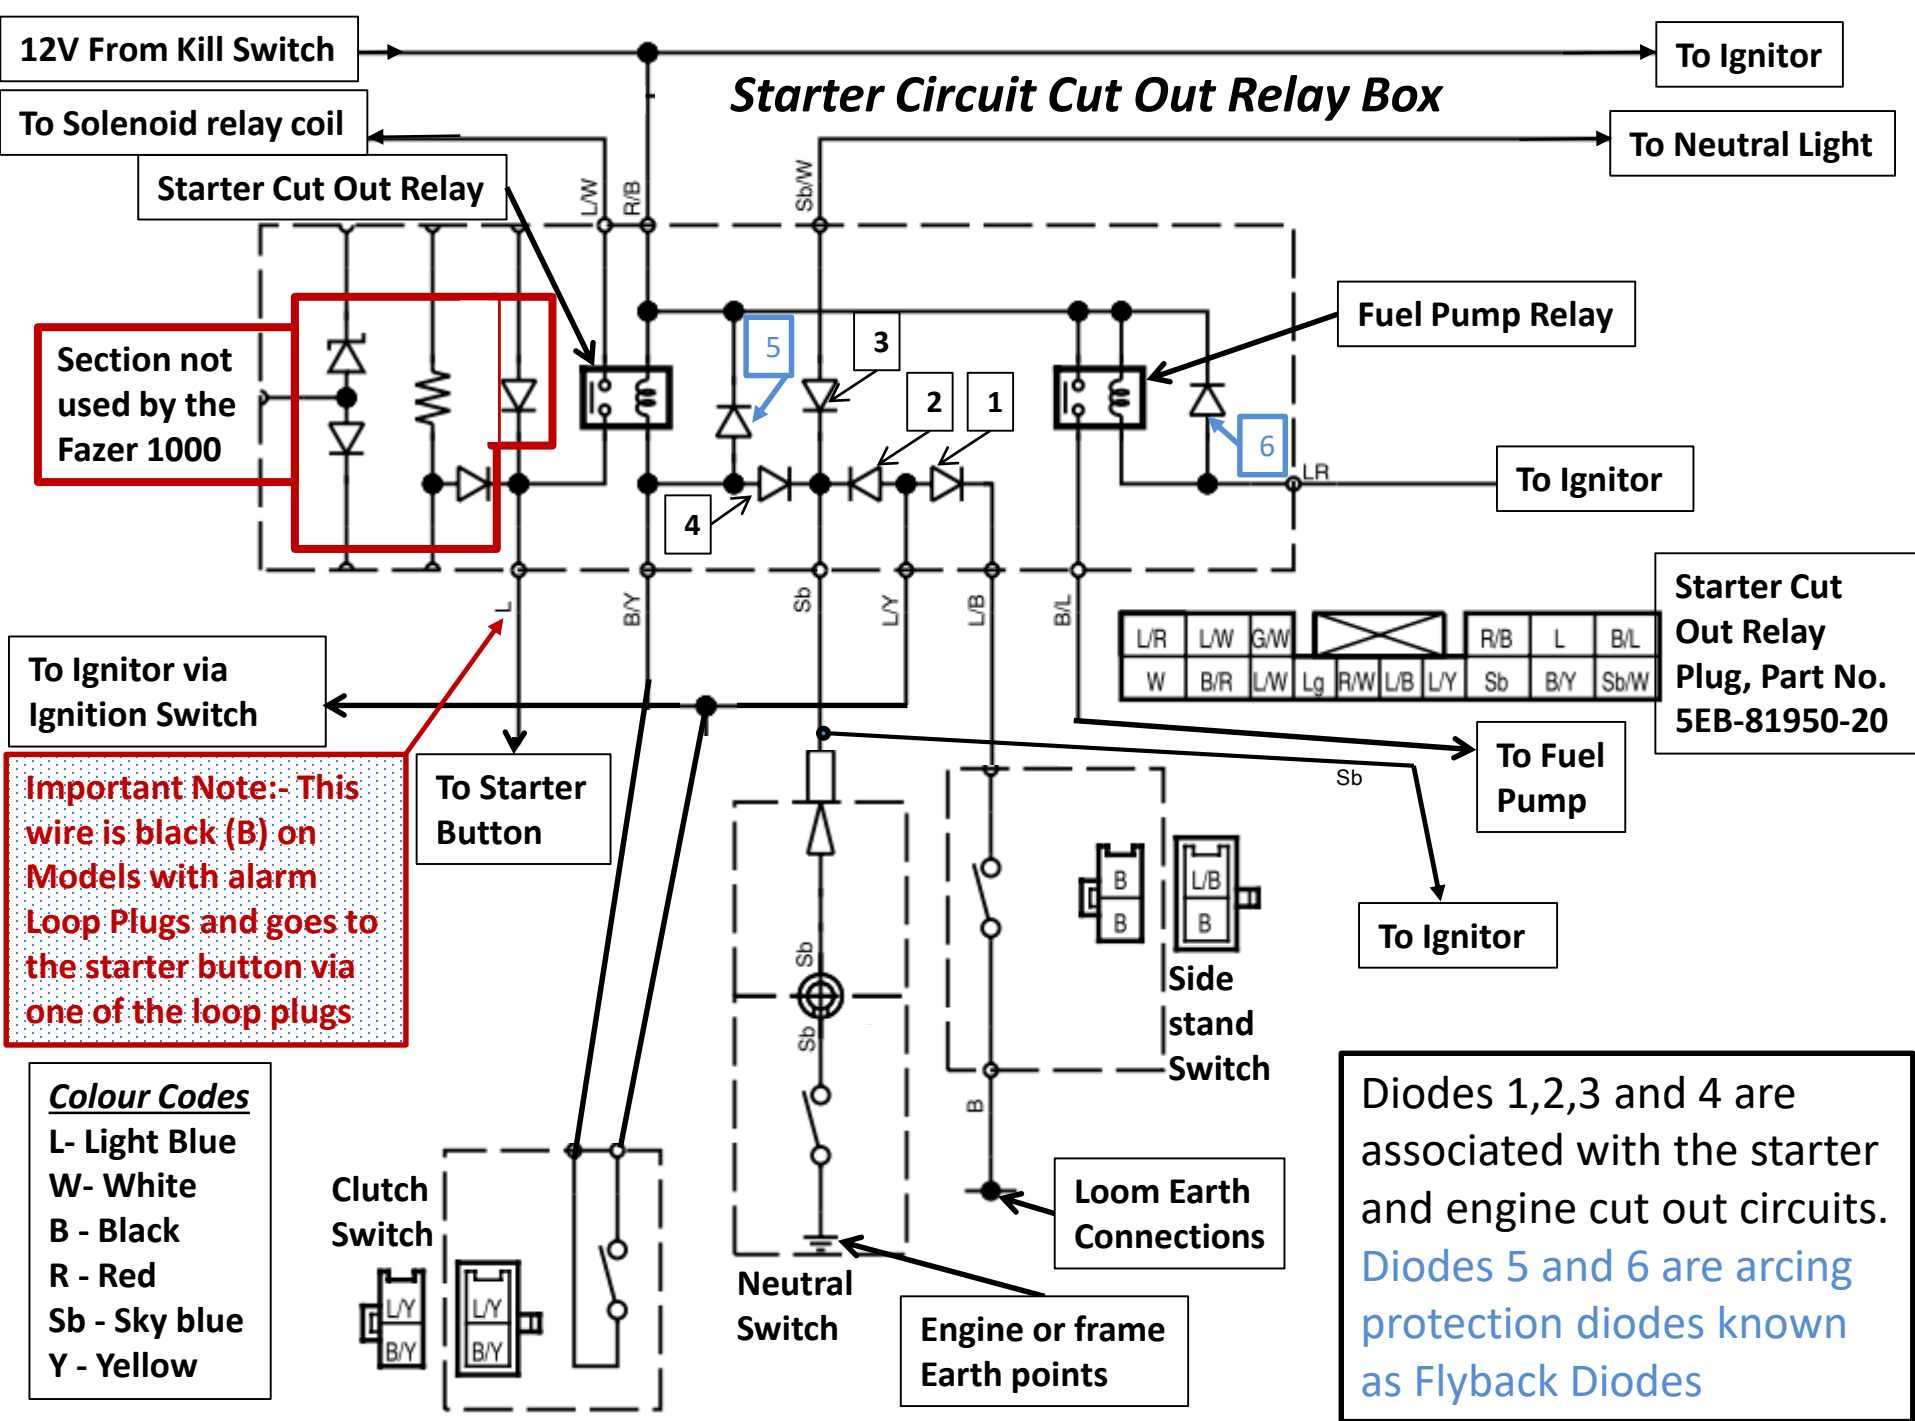 12V From Kill Switch
To Ignitor
Starter Circuit Cut Out Relay Box
To Solenoid relay coil
To Neutral Light
Starter Cut Out Relay
L/W
R/B
Sb/W
Fuel Pump Relay
Section not
used by the
Fazer 1000
5
3
2
1
6
4
LR
To Ignitor
L
B/Y
Sb
L/Y
L/B
B/L
Starter Cut
Out Relay
Plug, Part No.
5EB-81950-20
L/R L/W G/W R/B L B/L
W B/R L/W Lg R/W L/B L/Y Sb B/Y Sb/W
To Ignitor via
Ignition Switch
To Starter
Button
To Fuel
Pump
Sb
Important Note:- This
wire is black (B) on
Models with alarm
Loop Plugs and goes to
the starter button via
one of the loop plugs
B
B
L/B
B
To Ignitor
Side
stand
Switch
Sb
Sb
B
Colour Codes
L- Light Blue
W- White
B - Black
R - Red
Sb - Sky blue
Y - Yellow
Clutch
Switch
L/Y
B/Y
L/Y
B/Y
Neutral
Switch
Loom Earth
Connections
Engine or frame
Earth points
Diodes 1,2,3 and 4 are
associated with the starter
and engine cut out circuits.
Diodes 5 and 6 are arcing
protection diodes known
as Flyback Diodes